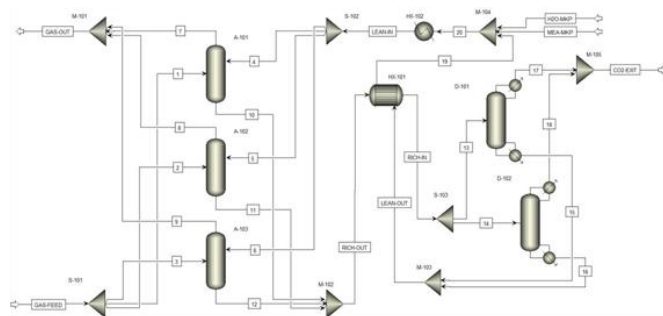 M-101
GAS-OUT
7
A-101
S-102
LEAN-IN
HX-102
20
M-104
H2O-MKP
MEA-MKP
1
4
19
HX-101
M-105
CO2-EXIT
17
D-101
10
A-102
8
5
2
RICH-IN
13
18
D-102
11
S-103
14
LEAN-OUT
15
9
A-103
6
RICH-OUT
S-101
3
M-103
16
GAS-FEED
12
M-102